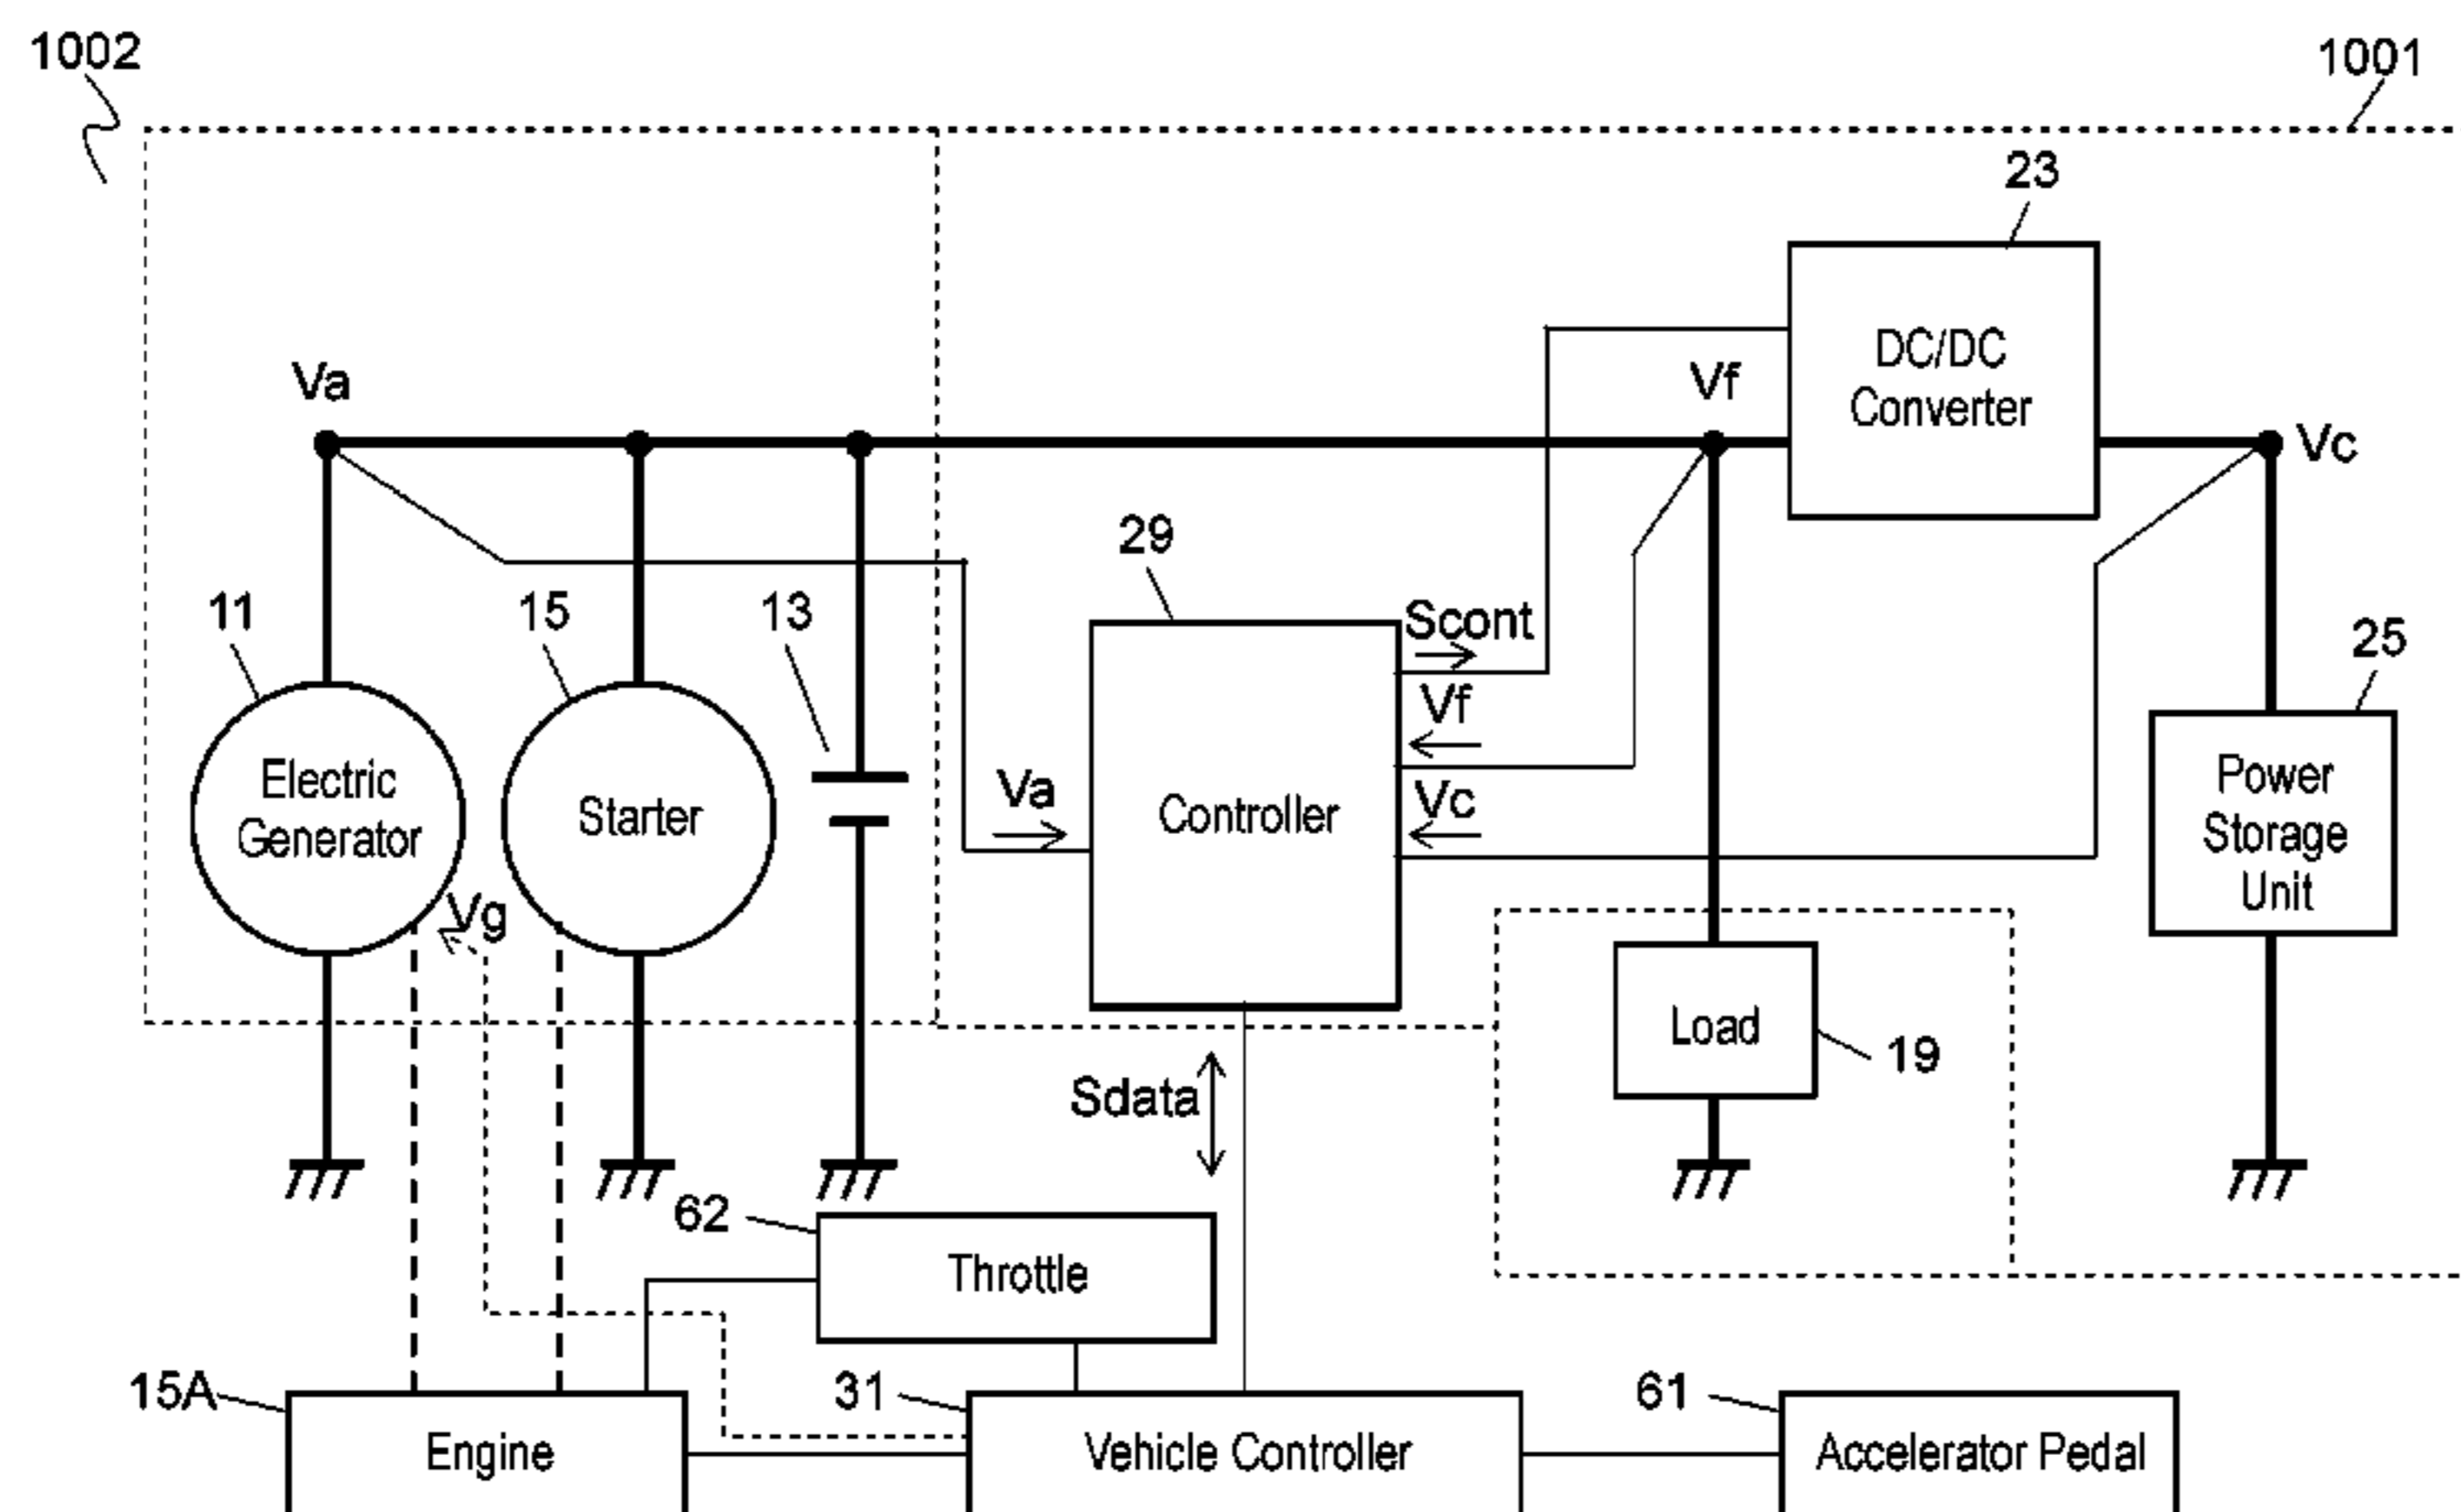 1002
1001
23
DC/DC
Converter
Va
Vf
Vc
29
11
15
13
Scont
25
Vf
Electric
Generator
Starter
Va
Controller
Vc
Power
Storage
Unit
Vg
Load
19
Sdata
62
Throttle
15A
31
61
Engine
Vehicle Controller
Accelerator Pedal